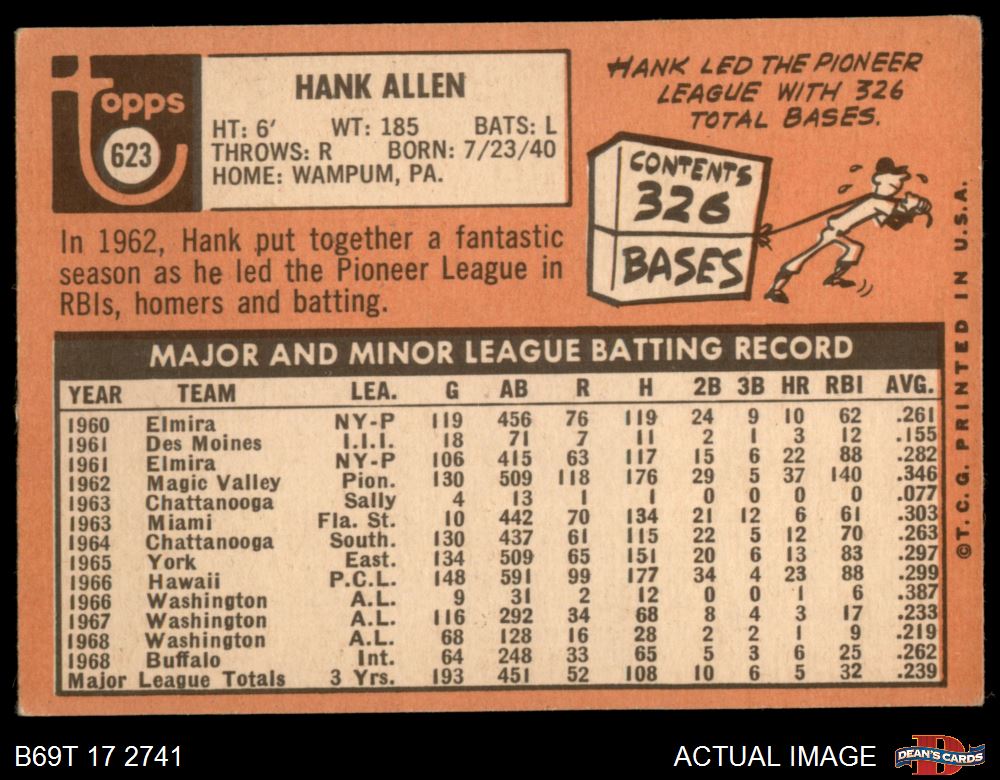 Topps
623
HANK ALLEN
HT: 6' WT: 185 BATS: L
THROWS: R BORN: 7/23/40
HOME: WAMPUM, PA.
In 1962, Hank put together a fantastic
season as he led the Pioneer League in
RBIs, homers and batting.
HANK LED THE PIONEER
LEAGUE WITH 326
TOTAL BASES.
CONTENTS
326
BASES
MAJOR AND MINOR LEAGUE BATTING RECORD
YEAR TEAM LEA. G AB R H 2B 3B HR RBI AVG.
1960 Elmira NY-P 119 456 76 119 24 9 10 62 .261
1961 Des Moines I.I.I. 18 71 7 11 2 1 3 12 .155
1961 Elmira NY-P 106 415 63 117 15 6 22 88 .282
1962 Magic Valley Pion. 130 509 118 176 29 5 37 140 .346
1963 Chattanooga Sally 4 13 1 1 0 0 0 0 .077
1963 Miami Fla. St. 10 442 70 134 21 12 6 61 .303
1964 Chattanooga South. 130 437 61 115 22 5 12 70 .263
1965 York East. 134 509 65 151 20 6 13 83 .297
1966 Hawaii P.C.L. 148 591 99 177 34 4 23 88 .299
1966 Washington A.L. 9 31 2 12 0 0 1 6 .387
1967 Washington A.L. 116 292 34 68 8 4 3 17 .233
1968 Washington A.L. 68 128 16 28 2 2 1 9 .219
1968 Buffalo Int. 64 248 33 65 5 3 6 25 .262
Major League Totals 3 Yrs. 193 451 52 108 10 6 5 32 .239
©T.C.G. PRINTED IN U.S.A.
B69T 17 2741
ACTUAL IMAGE
D
DEAN'S CARDS